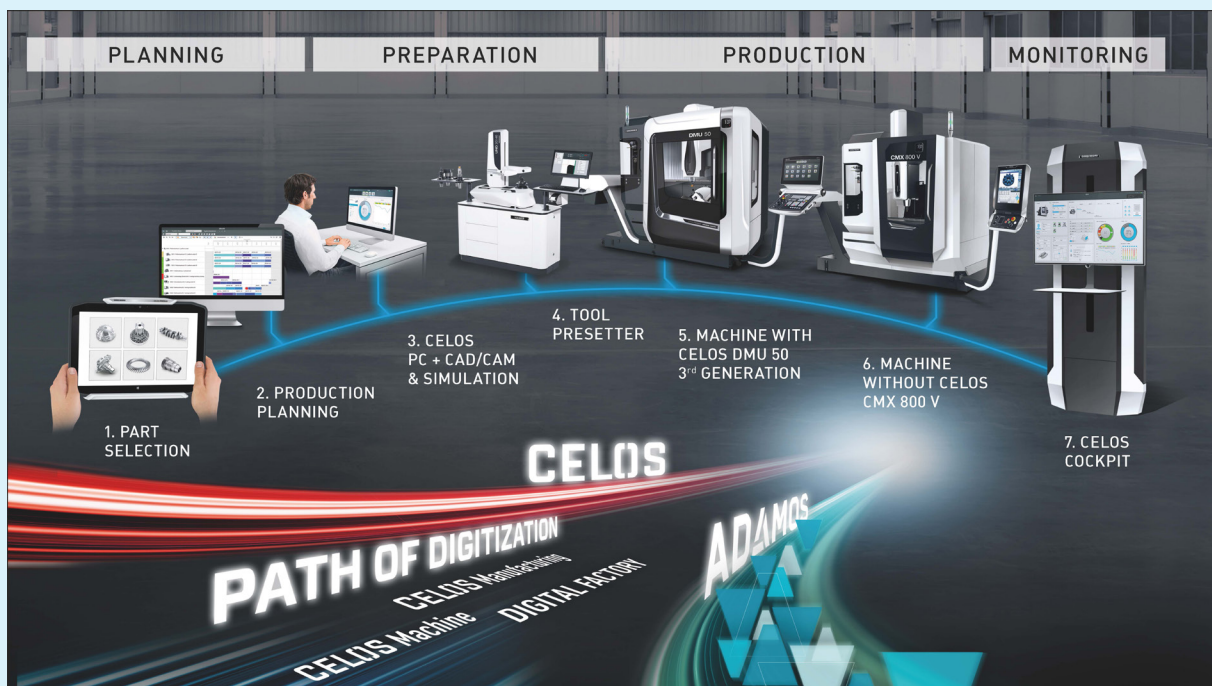 PLANNING
PREPARATION
PRODUCTION
MONITORING
DMU 50
CMX 800 V
1. PART
SELECTION
2. PRODUCTION
PLANNING
3. CELOS
PC + CAD/CAM
& SIMULATION
4. TOOL
PRESETTER
5. MACHINE WITH
CELOS DMU 50
3rd GENERATION
6. MACHINE
WITHOUT CELOS
CMX 800 V
7. CELOS
COCKPIT
CELOS
PATH OF DIGITIZATION
CELOS Manufacturing
CELOS Machine
DIGITAL FACTORY
ADAMOS